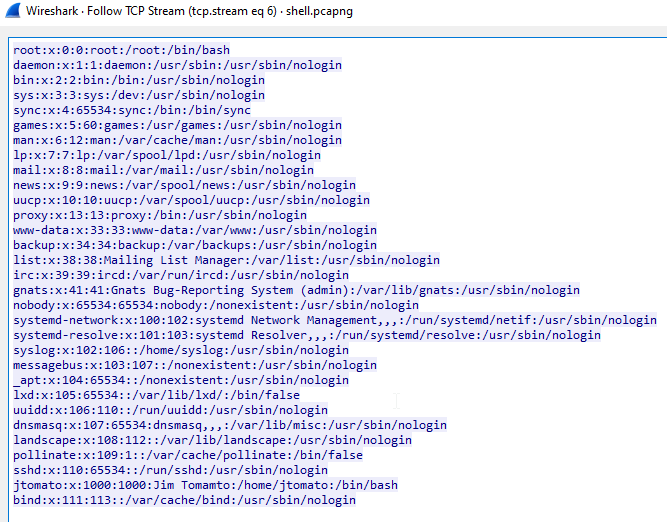 Wireshark · Follow TCP Stream (tcp.stream eq 6) · shell.pcapng
root:x:0:0:root:/root:/bin/bash
daemon:x:1:1:daemon:/usr/sbin:/usr/sbin/nologin
bin:x:2:2:bin:/bin:/usr/sbin/nologin
sys:x:3:3:sys:/dev:/usr/sbin/nologin
sync:x:4:65534:sync:/bin:/bin/sync
games:x:5:60:games:/usr/games:/usr/sbin/nologin
man:x:6:12:man:/var/cache/man:/usr/sbin/nologin
lp:x:7:7:lp:/var/spool/lpd:/usr/sbin/nologin
mail:x:8:8:mail:/var/mail:/usr/sbin/nologin
news:x:9:9:news:/var/spool/news:/usr/sbin/nologin
uucp:x:10:10:uucp:/var/spool/uucp:/usr/sbin/nologin
proxy:x:13:13:proxy:/bin:/usr/sbin/nologin
www-data:x:33:33:www-data:/var/www:/usr/sbin/nologin
backup:x:34:34:backup:/var/backups:/usr/sbin/nologin
list:x:38:38:Mailing List Manager:/var/list:/usr/sbin/nologin
irc:x:39:39:ircd:/var/run/ircd:/usr/sbin/nologin
gnats:x:41:41:Gnats Bug-Reporting System (admin):/var/lib/gnats:/usr/sbin/nologin
nobody:x:65534:65534:nobody:/nonexistent:/usr/sbin/nologin
systemd-network:x:100:102:systemd Network Management,,,:/run/systemd/netif:/usr/sbin/nologin
systemd-resolve:x:101:103:systemd Resolver,,,:/run/systemd/resolve:/usr/sbin/nologin
syslog:x:102:106::/home/syslog:/usr/sbin/nologin
messagebus:x:103:107::/nonexistent:/usr/sbin/nologin
_apt:x:104:65534::/nonexistent:/usr/sbin/nologin
lxd:x:105:65534::/var/lib/lxd/:/bin/false
uuidd:x:106:110::/run/uuidd:/usr/sbin/nologin
dnsmasq:x:107:65534:dnsmasq,,,:/var/lib/misc:/usr/sbin/nologin
landscape:x:108:112::/var/lib/landscape:/usr/sbin/nologin
pollinate:x:109:1::/var/cache/pollinate:/bin/false
sshd:x:110:65534::/run/sshd:/usr/sbin/nologin
jtomato:x:1000:1000:Jim Tomamto:/home/jtomato:/bin/bash
bind:x:111:113::/var/cache/bind:/usr/sbin/nologin